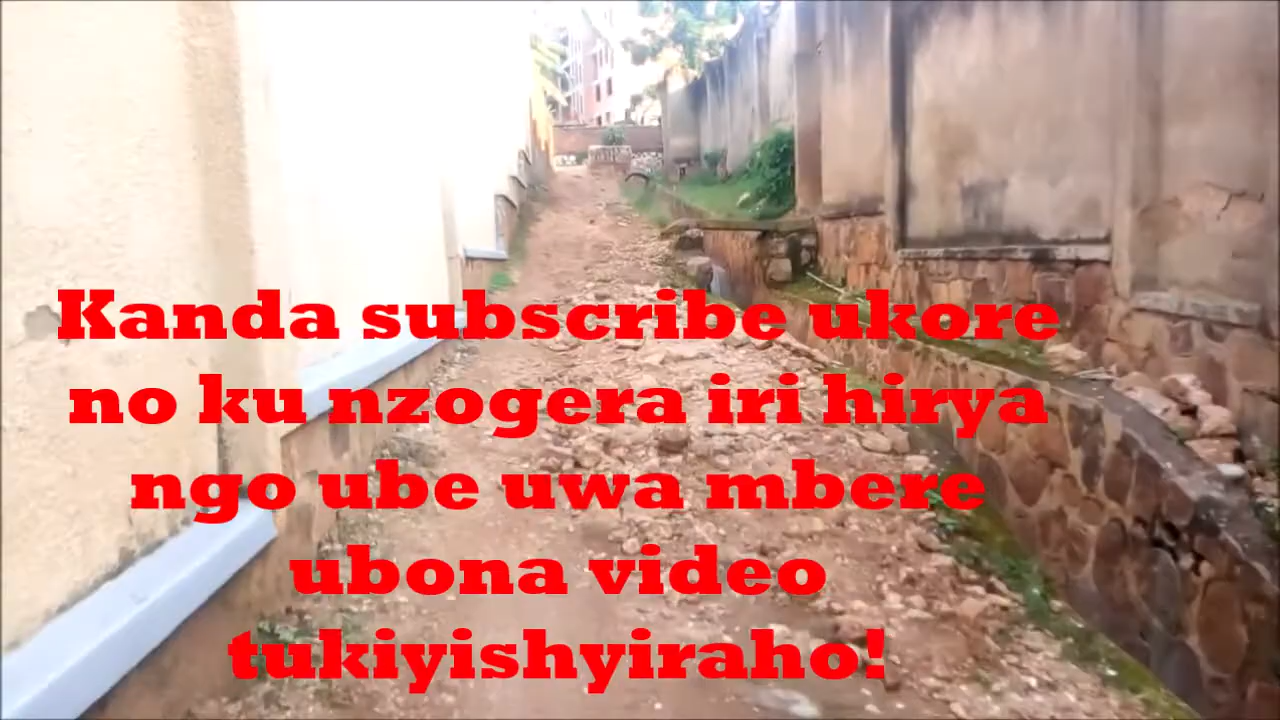 Kanda subscribe ukore
no ku nzogera iri hirya
ngo ube uwa mbere
ubona video
tukiyishyiraho!